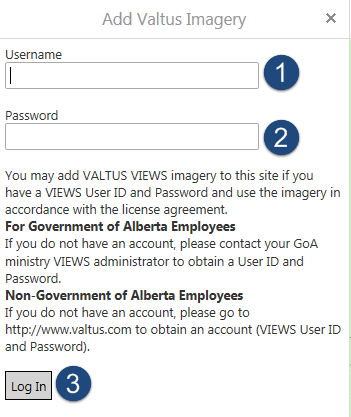 Add Valtus Imagery ×
Username
1
Password
2
You may add VALTUS VIEWS imagery to this site if you
have a VIEWS User ID and Password and use the imagery in
accordance with the license agreement.
For Government of Alberta Employees
If you do not have an account, please contact your GoA
ministry VIEWS administrator to obtain a User ID and
Password.
Non-Government of Alberta Employees
If you do not have an account, please go to
http://www.valtus.com to obtain an account (VIEWS User ID
and Password).
Log In 3